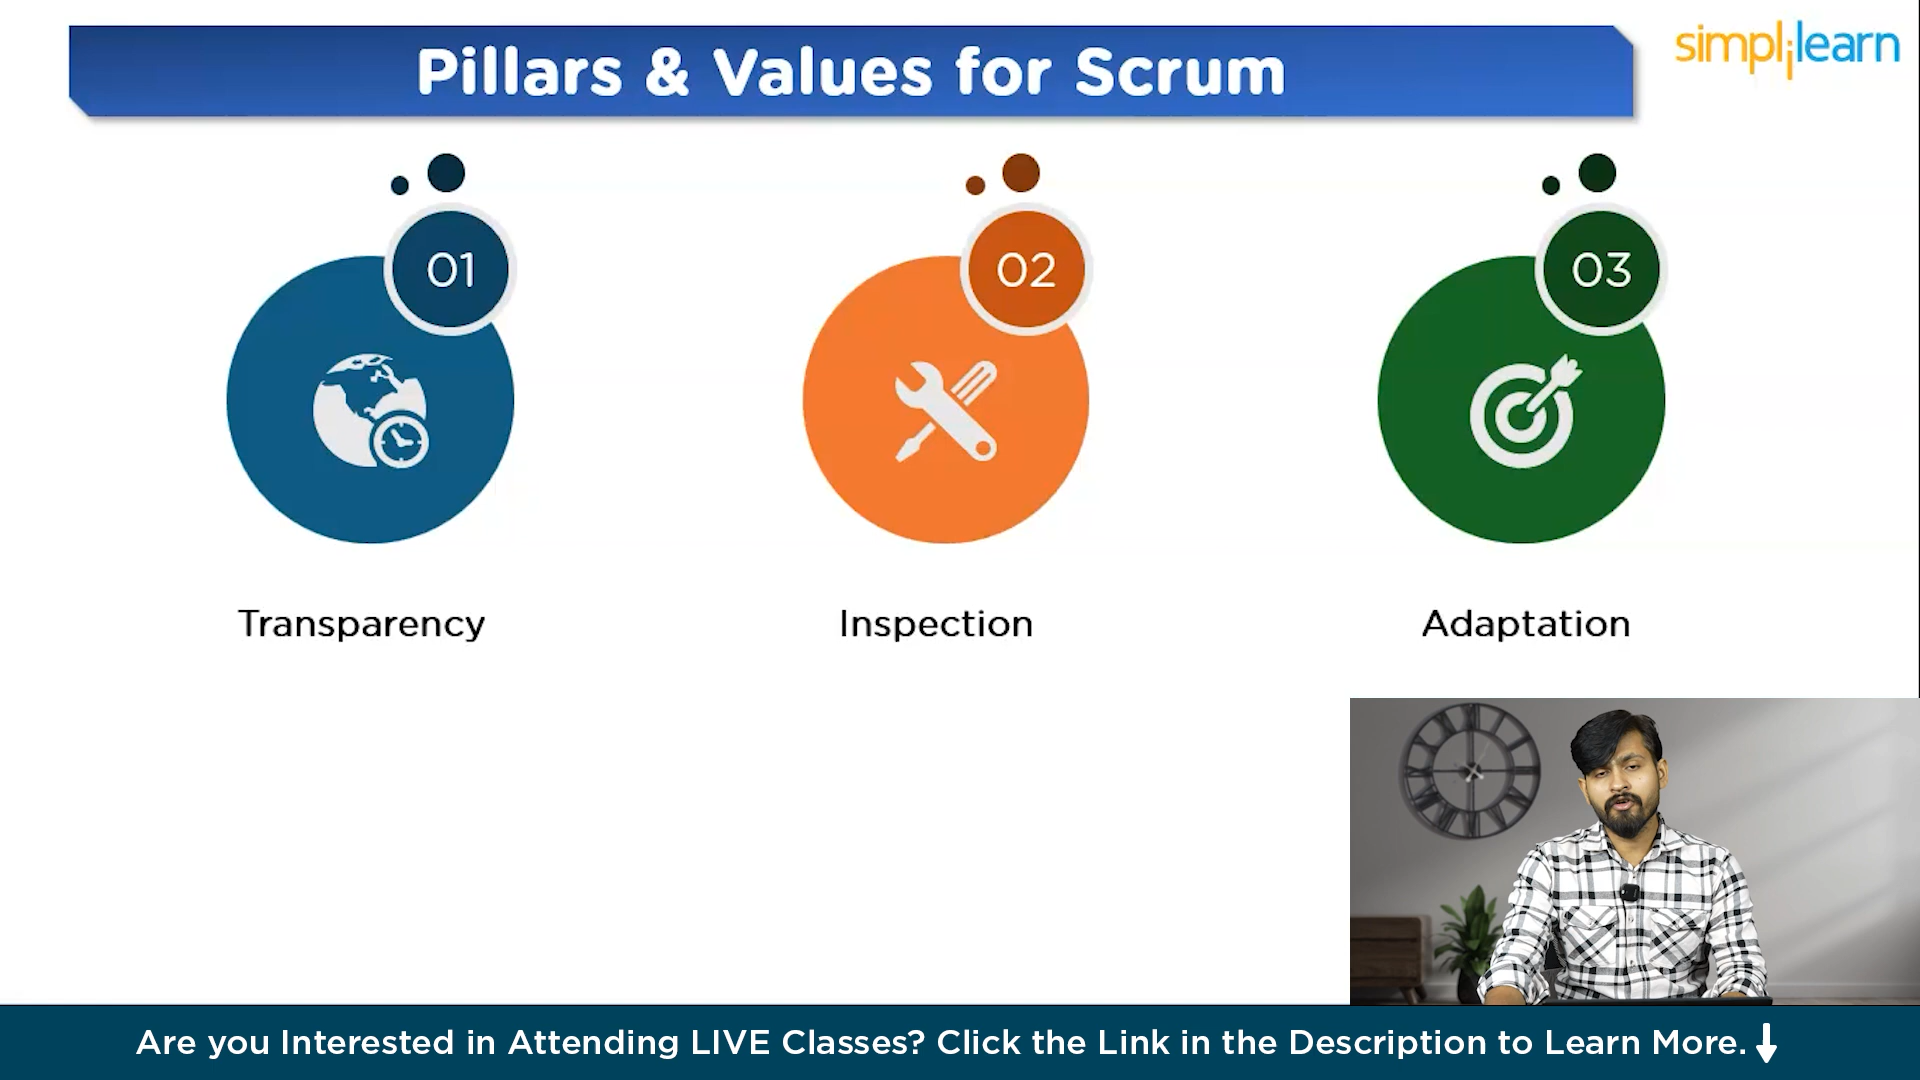 Pillars & Values for Scrum
simplilearn
01
02
03
Transparency
Inspection
Adaptation
Are you Interested in Attending LIVE Classes? Click the Link in the Description to Learn More.